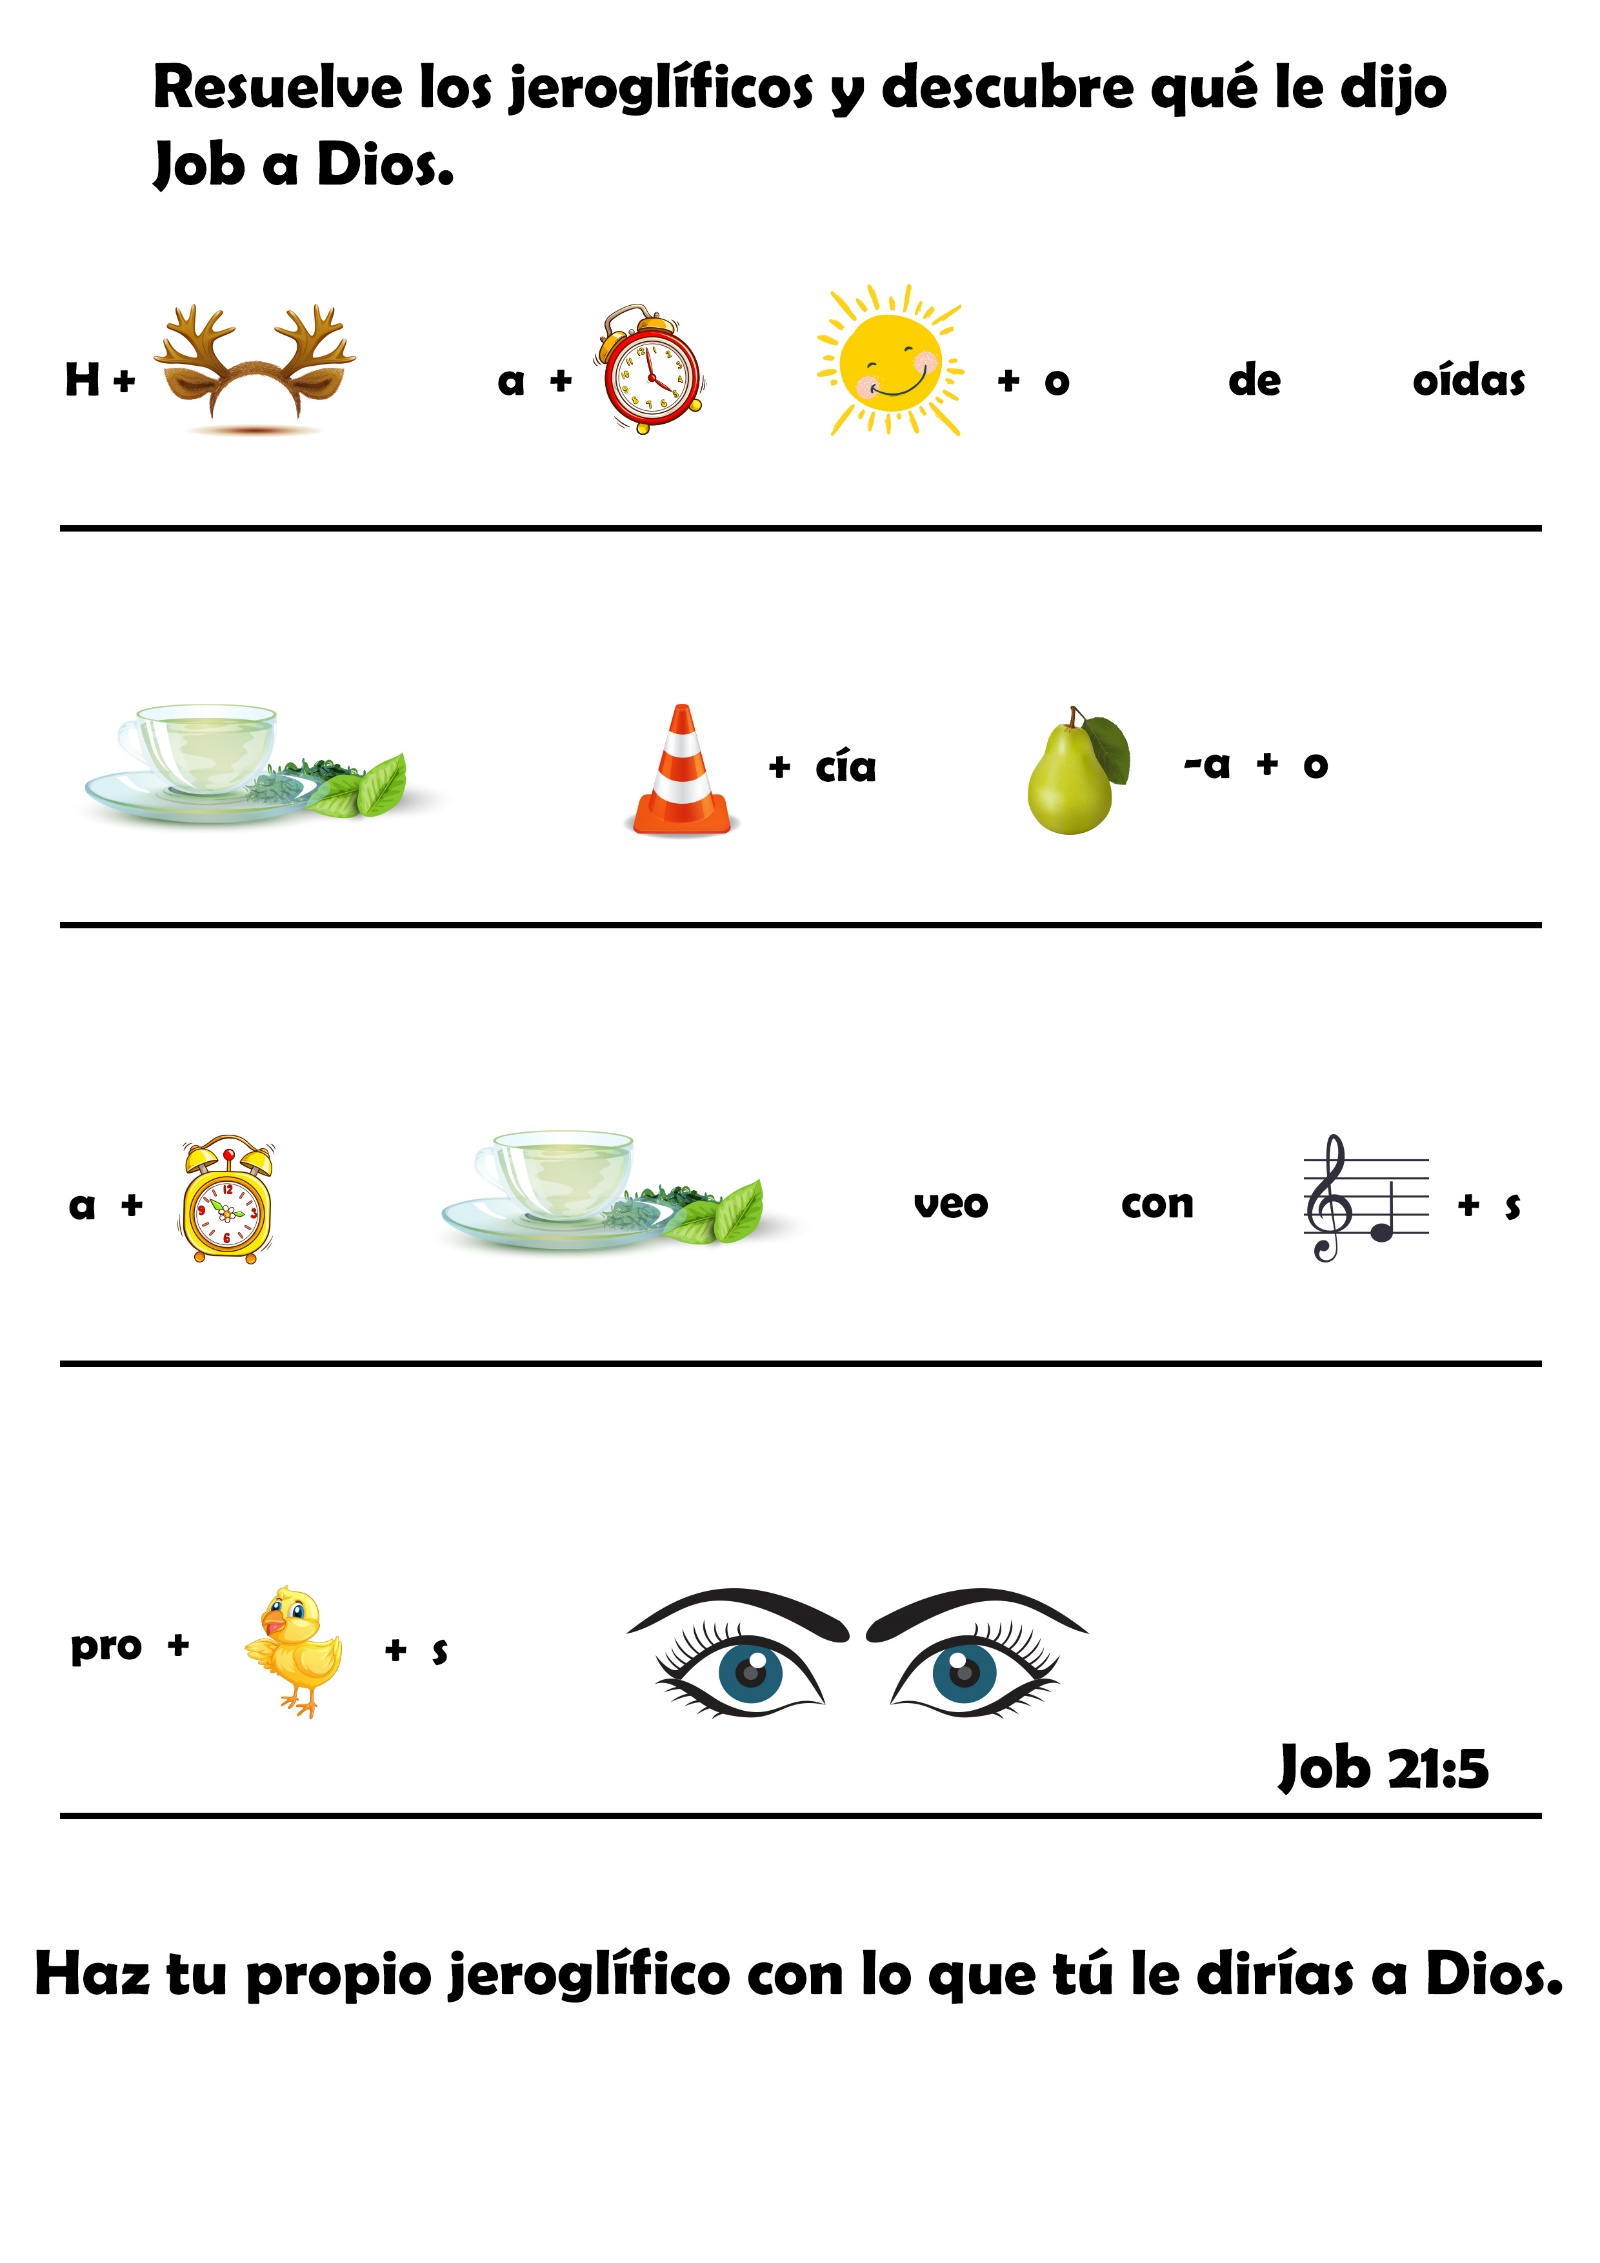 Resuelve los jeroglíficos y descubre qué le dijo
Job a Dios.
H + a + + o de oídas
+ cía -a + o
a + veo con + s
pro + + s
Job 21:5
Haz tu propio jeroglífico con lo que tú le dirías a Dios.